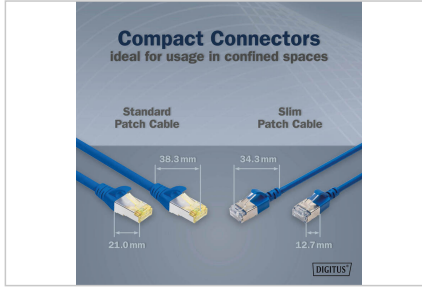 Compact Connectors
ideal for usage in confined spaces
Standard
Patch Cable
Slim
Patch Cable
38.3 mm
34.3 mm
21.0 mm
12.7 mm
DIGITUS®